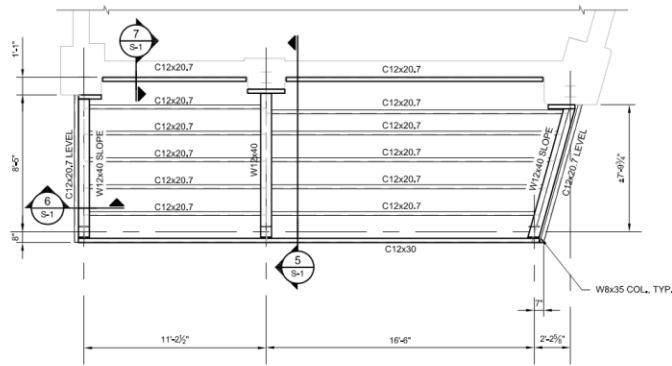 7
S-1
C12x20.7
C12x20.7
1'-1"
C12x20.7
C12x20.7
C12x20.7
C12x20.7
C12x20.7
C12x20.7
C12x20.7
C12x20.7
C12x20.7
C12x20.7
8'-6"
C12x20.7 LEVEL
W12x40 SLOPE
W12x40
W12x40 SLOPE
C12x20.7 LEVEL
±7'-9¾"
6
S-1
8"
C12x30
5
S-1
W8x35 COL., TYP.
7"
11'-2½"
16'-6"
2'-2⅝"